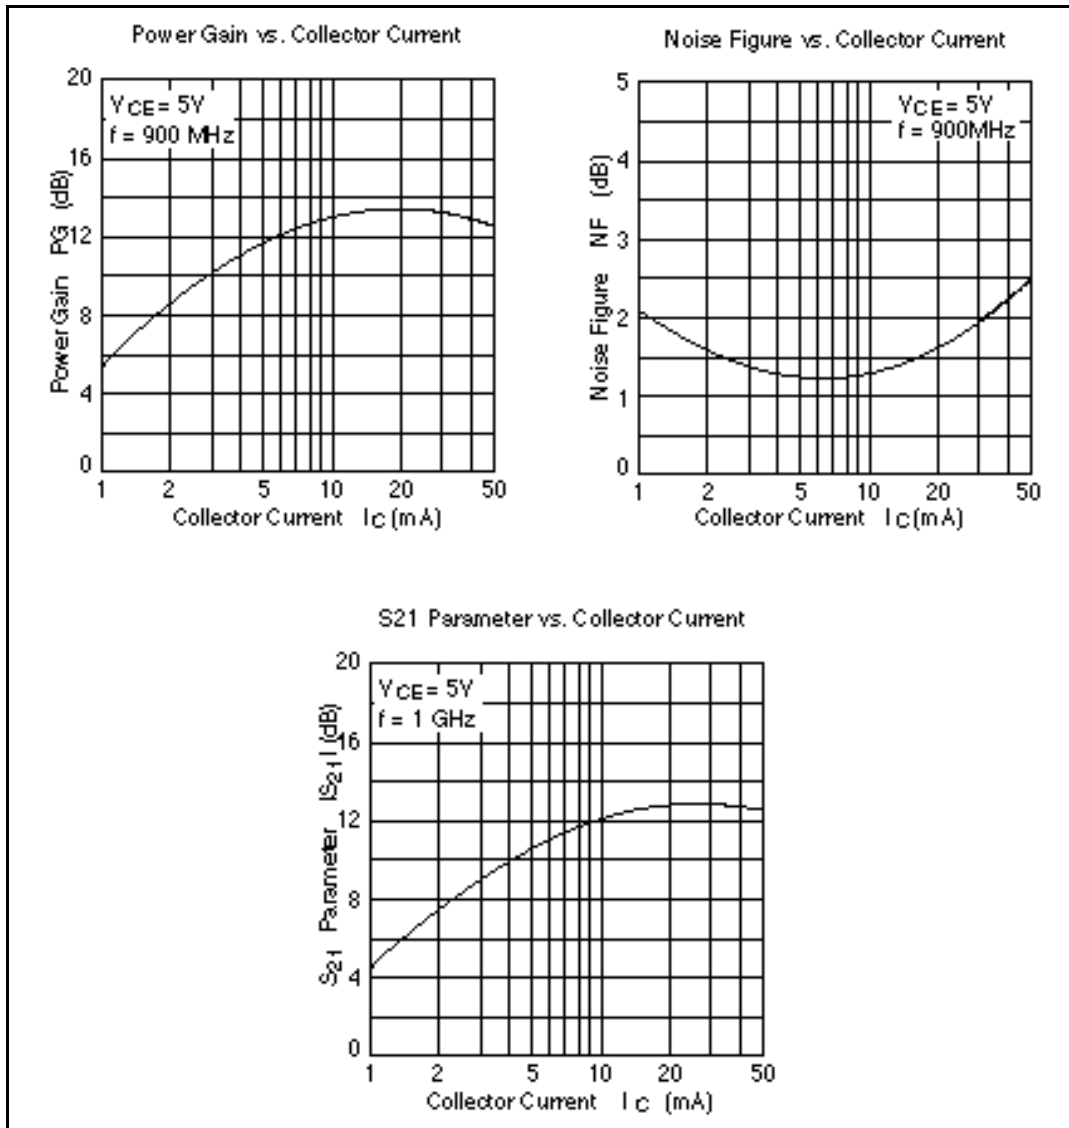 Power Gain vs. Collector Current
20
16
12
8
4
0
VCE = 5V
f = 900 MHz
Power Gain PG (dB)
1 2 5 10 20 50
Collector Current IC (mA)
Noise Figure vs. Collector Current
5
4
3
2
1
0
VCE = 5V
f = 900MHz
Noise Figure NF (dB)
1 2 5 10 20 50
Collector Current IC (mA)
S21 Parameter vs. Collector Current
20
16
12
8
4
0
VCE = 5V
f = 1 GHz
S21 Parameter IS21I (dB)
1 2 5 10 20 50
Collector Current IC (mA)